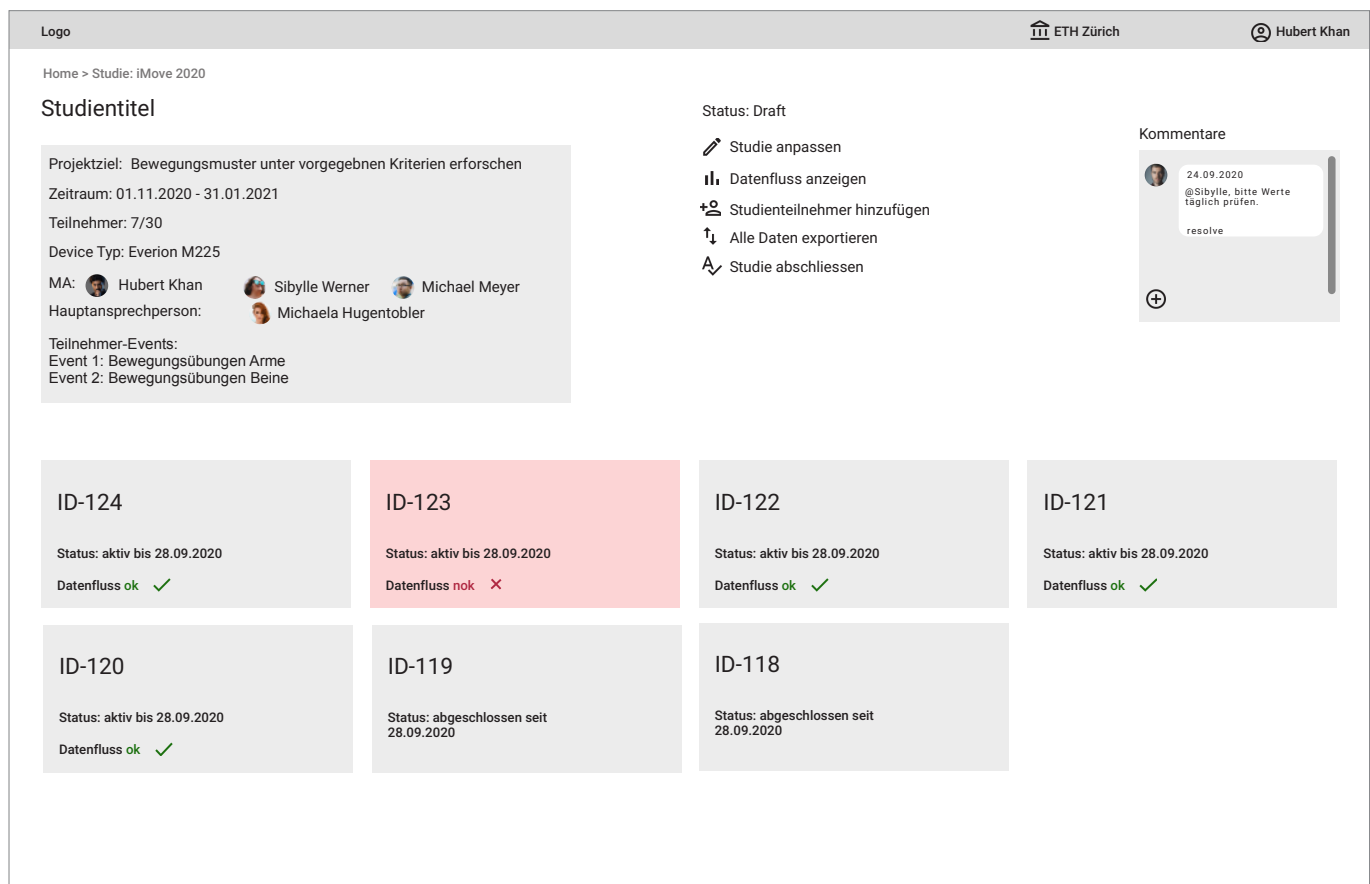 Logo
ETH Zürich
Hubert Khan
Home > Studie: iMove 2020
Studientitel
Projektziel: Bewegungsmuster unter vorgegebnen Kriterien erforschen
Zeitraum: 01.11.2020 - 31.01.2021
Teilnehmer: 7/30
Device Typ: Everion M225
MA: Hubert Khan Sibylle Werner Michael Meyer
Hauptansprechperson: Michaela Hugentobler
Teilnehmer-Events:
Event 1: Bewegungsübungen Arme
Event 2: Bewegungsübungen Beine
Status: Draft
Studie anpassen
Datenfluss anzeigen
Studienteilnehmer hinzufügen
Alle Daten exportieren
Studie abschliessen
Kommentare
24.09.2020
@Sibylle, bitte Werte
täglich prüfen.
resolve
ID-124
Status: aktiv bis 28.09.2020
Datenfluss ok
ID-123
Status: aktiv bis 28.09.2020
Datenfluss nok
ID-122
Status: aktiv bis 28.09.2020
Datenfluss ok
ID-121
Status: aktiv bis 28.09.2020
Datenfluss ok
ID-120
Status: aktiv bis 28.09.2020
Datenfluss ok
ID-119
Status: abgeschlossen seit
28.09.2020
ID-118
Status: abgeschlossen seit
28.09.2020